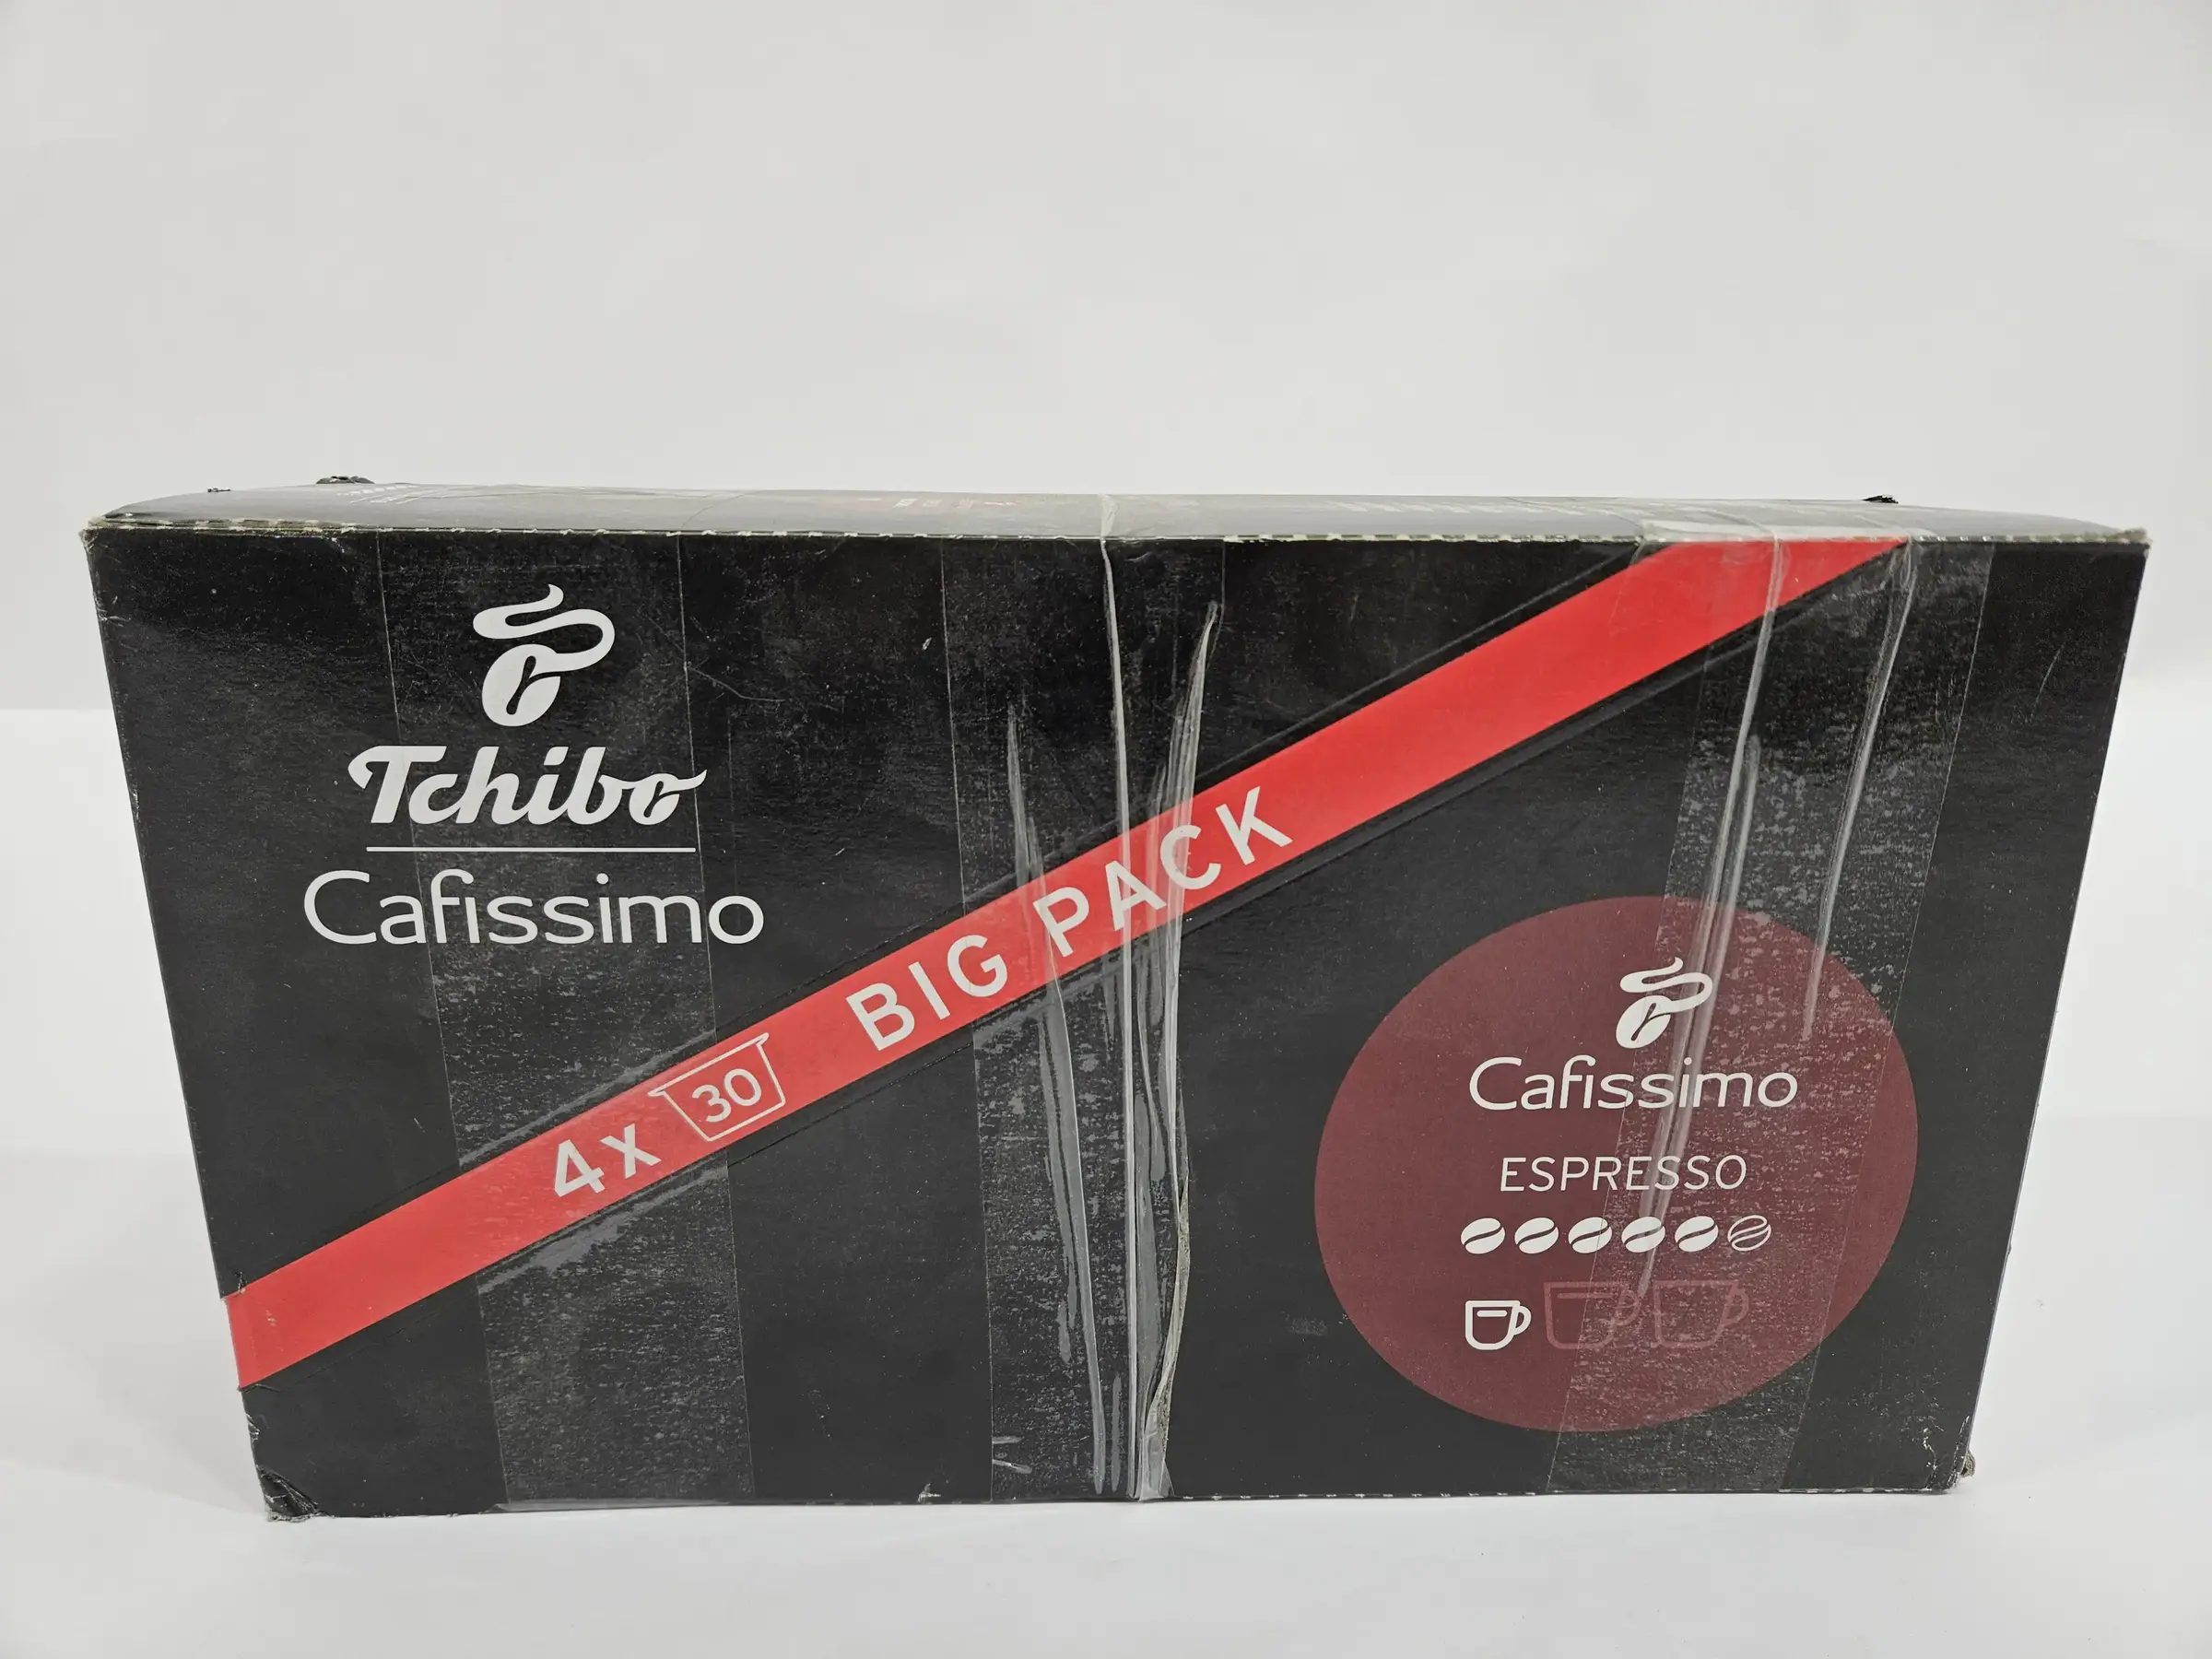 Tchibo
Cafissimo
4x 30 BIG PACK
Cafissimo
ESPRESSO